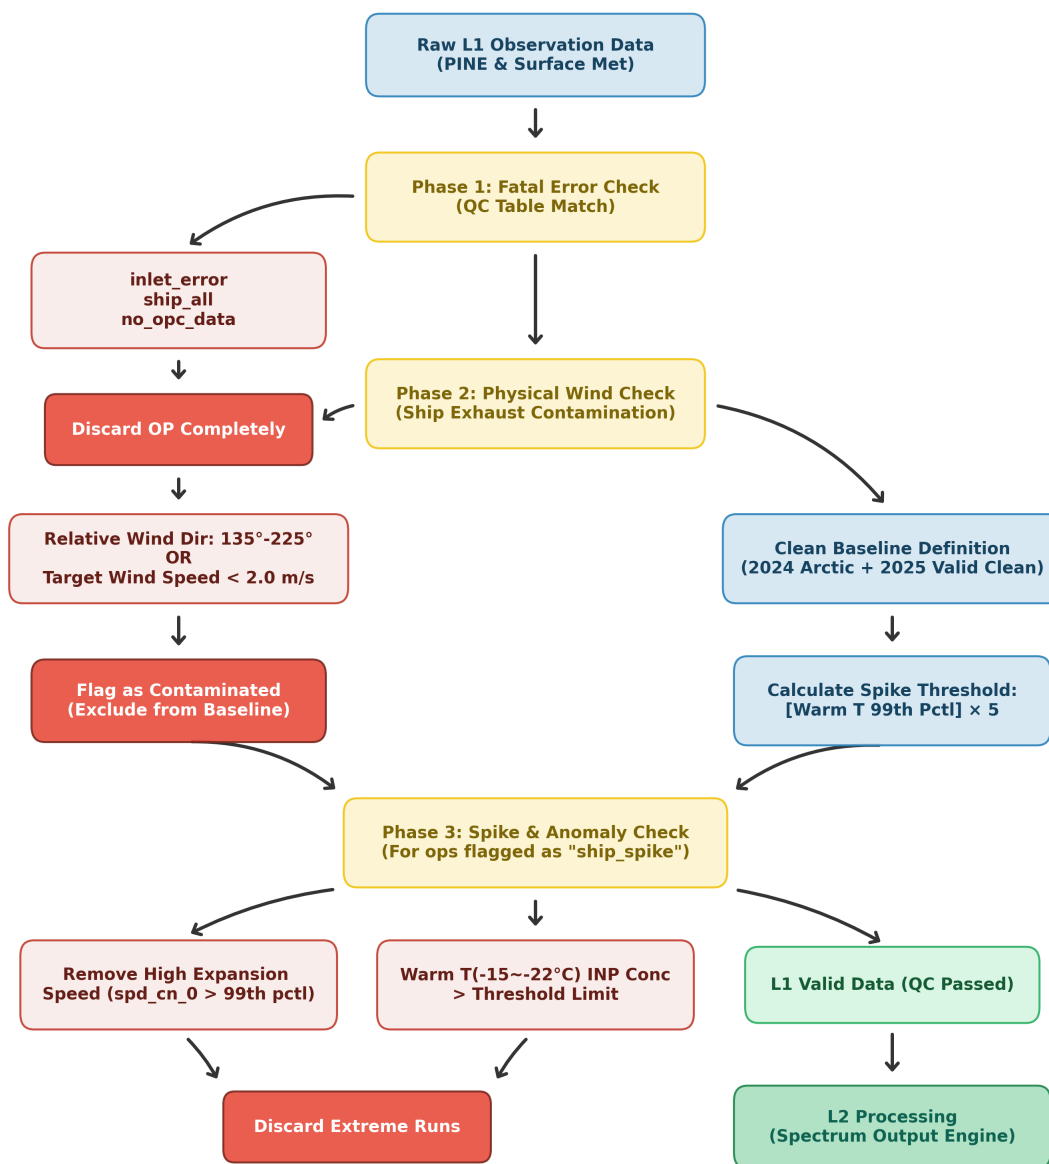 Raw L1 Observation Data
(PINE & Surface Met)
Phase 1: Fatal Error Check
(QC Table Match)
inlet_error
ship_all
no_opc_data
Phase 2: Physical Wind Check
(Ship Exhaust Contamination)
Discard OP Completely
Relative Wind Dir: 135°-225°
OR
Target Wind Speed < 2.0 m/s
Clean Baseline Definition
(2024 Arctic + 2025 Valid Clean)
Flag as Contaminated
(Exclude from Baseline)
Calculate Spike Threshold:
[Warm T 99th Pctl] × 5
Phase 3: Spike & Anomaly Check
(For ops flagged as "ship_spike")
Remove High Expansion
Speed (spd_cn_0 > 99th pctl)
Warm T(-15~-22°C) INP Conc
> Threshold Limit
L1 Valid Data (QC Passed)
Discard Extreme Runs
L2 Processing
(Spectrum Output Engine)